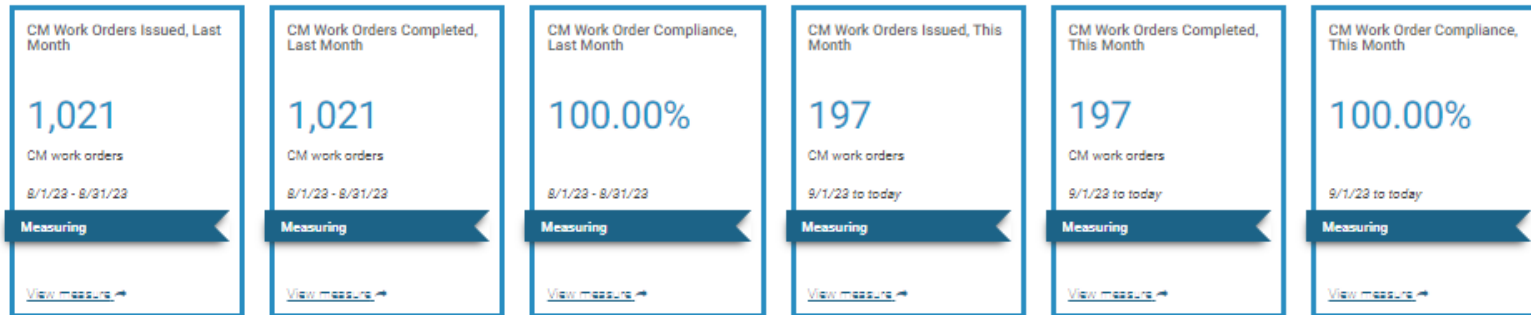 CM Work Orders Issued, Last
Month
1,021
CM work orders
8/1/23 - 8/31/23
Measuring
View measure
CM Work Orders Completed,
Last Month
1,021
CM work orders
8/1/23 - 8/31/23
Measuring
View measure
CM Work Order Compliance,
Last Month
100.00%
8/1/23 - 8/31/23
Measuring
View measure
CM Work Orders Issued, This
Month
197
CM work orders
9/1/23 to today
Measuring
View measure
CM Work Orders Completed,
This Month
197
CM work orders
9/1/23 to today
Measuring
View measure
CM Work Order Compliance,
This Month
100.00%
9/1/23 to today
Measuring
View measure